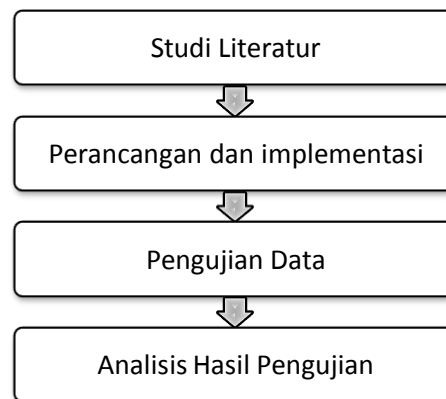 Studi Literatur
Perancangan dan implementasi
Pengujian Data
Analisis Hasil Pengujian